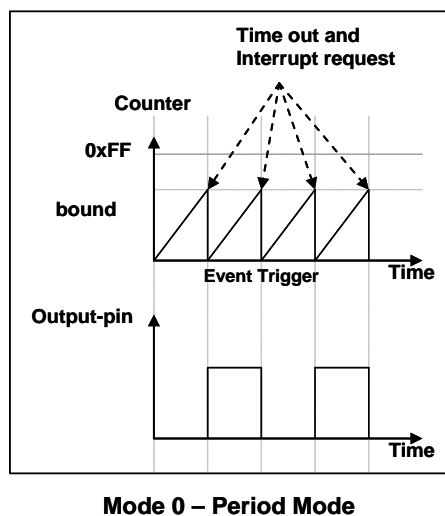 Time out and
Interrupt request
Counter
0xFF
bound
Time
Event Trigger
Output-pin
Time
Mode 0 – Period Mode